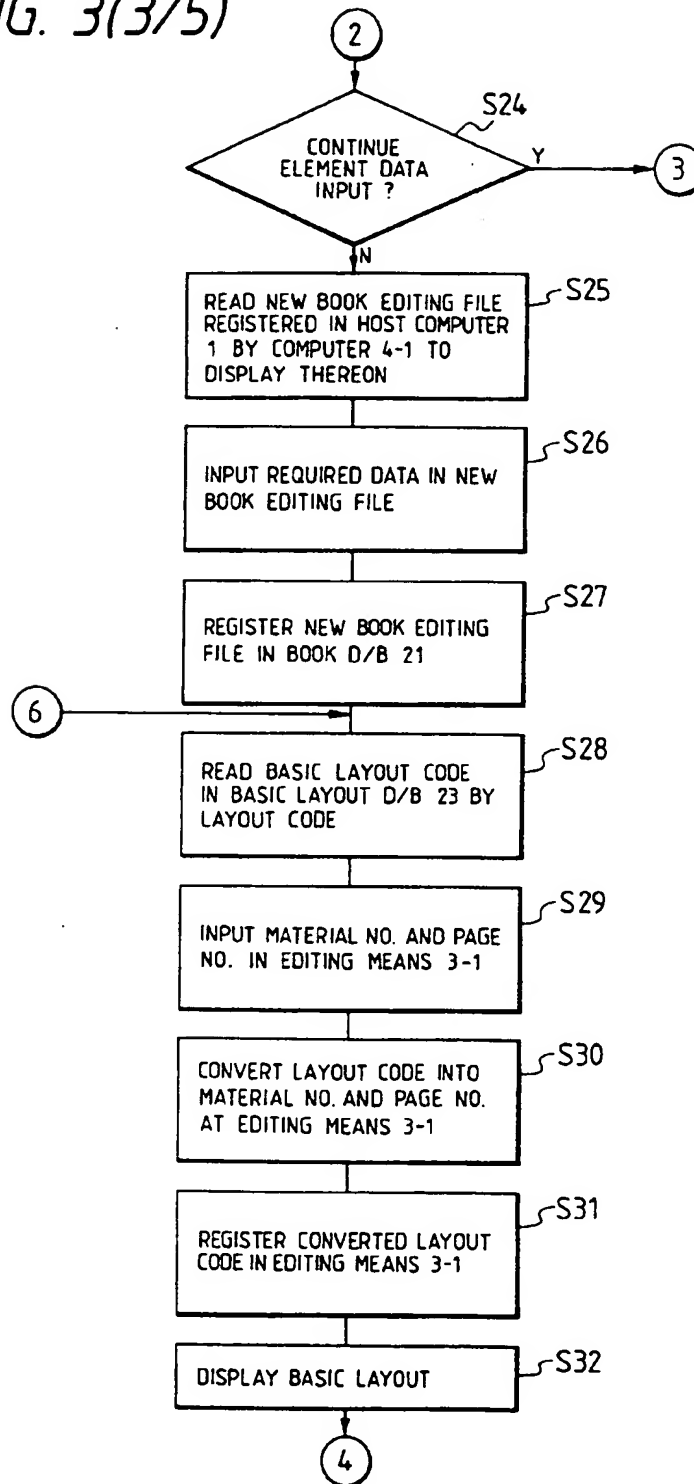 G. 3(3/5)
2
S24
CONTINUE
ELEMENT DATA
INPUT ?
Y
3
N
S25
READ NEW BOOK EDITING FILE
REGISTERED IN HOST COMPUTER
1 BY COMPUTER 4-1 TO
DISPLAY THEREON
S26
INPUT REQUIRED DATA IN NEW
BOOK EDITING FILE
S27
REGISTER NEW BOOK EDITING
FILE IN BOOK D/B 21
6
S28
READ BASIC LAYOUT CODE
IN BASIC LAYOUT D/B 23 BY
LAYOUT CODE
S29
INPUT MATERIAL NO. AND PAGE
NO. IN EDITING MEANS 3-1
S30
CONVERT LAYOUT CODE INTO
MATERIAL NO. AND PAGE NO.
AT EDITING MEANS 3-1
S31
REGISTER CONVERTED LAYOUT
CODE IN EDITING MEANS 3-1
S32
DISPLAY BASIC LAYOUT
4